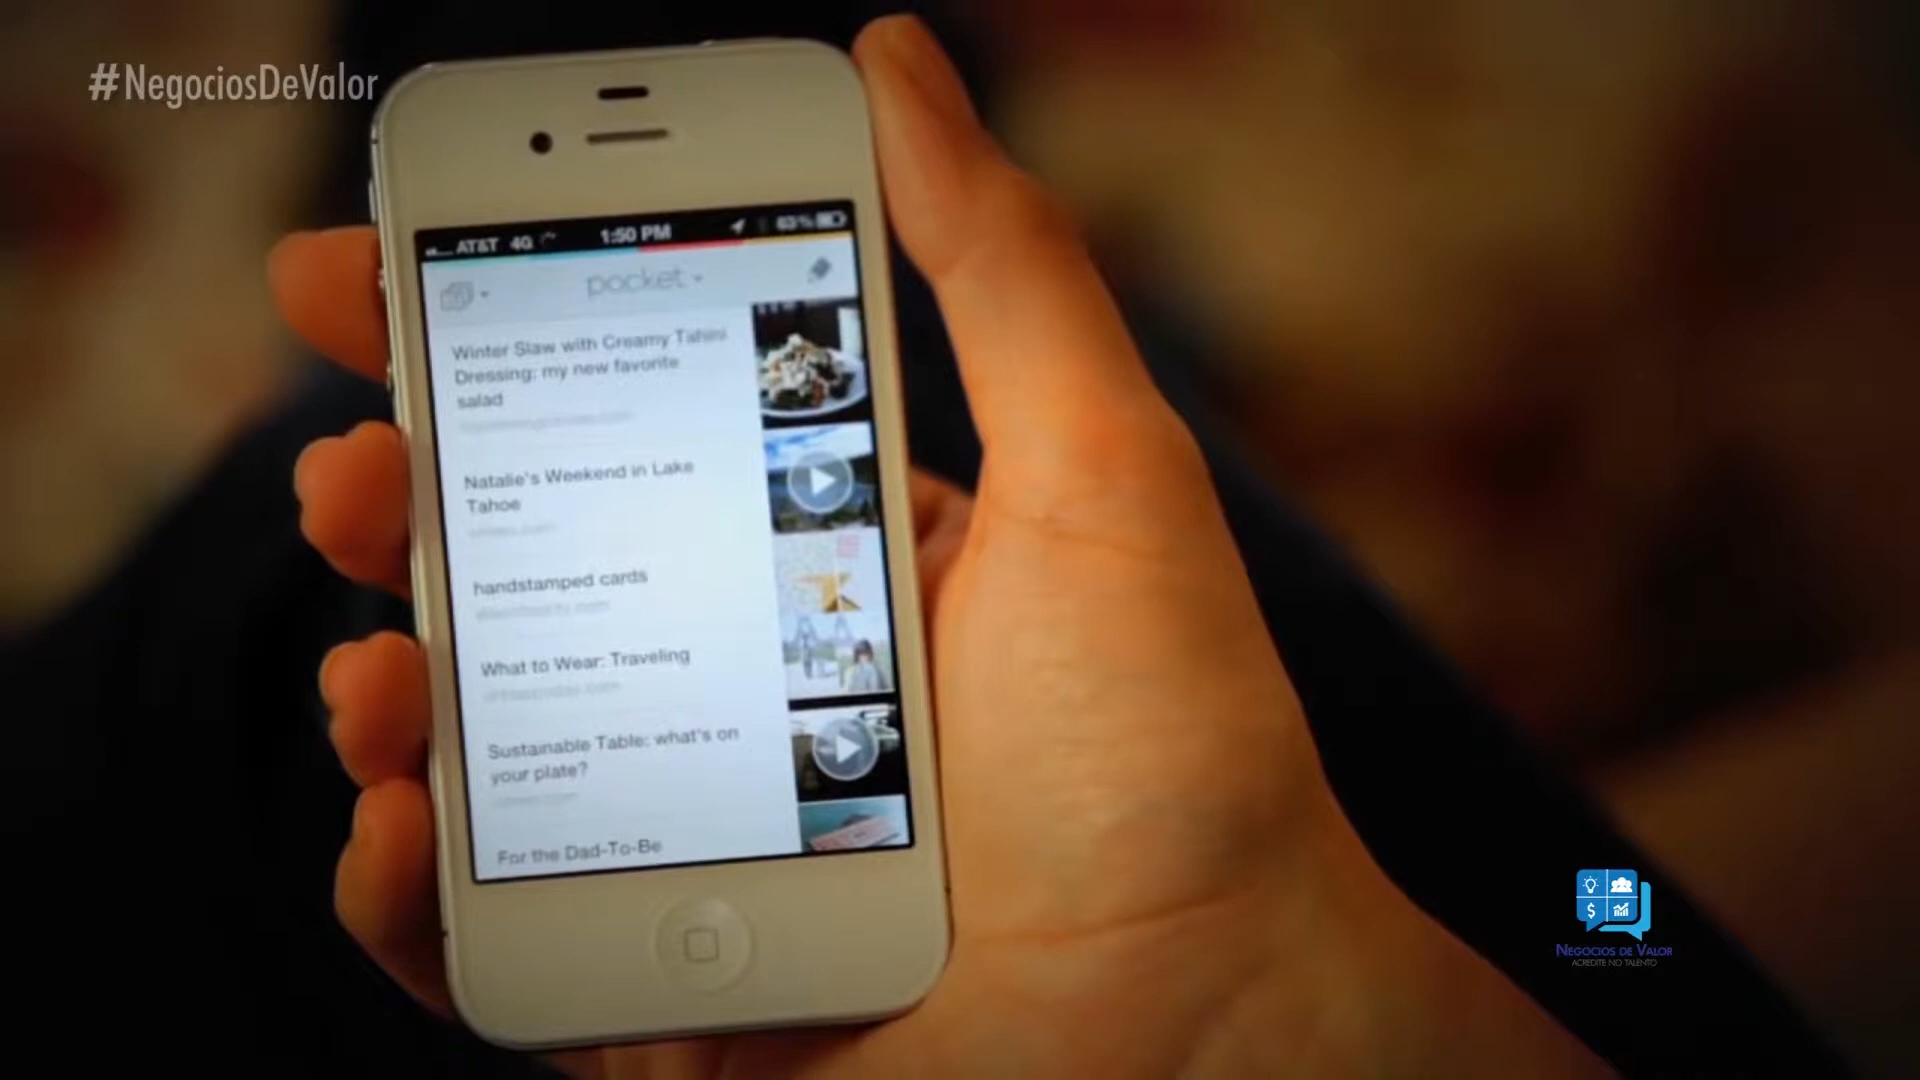 #NegociosDeValor
AT&T 4G 1:50 PM 63%
pocket
Winter Slaw with Creamy Tahini
Dressing: my new favorite
salad
Natalie's Weekend in Lake
Tahoe
handstamped cards
What to Wear: Traveling
Sustainable Table: what's on
your plate?
For the Dad-To-Be
NEGOCIOS DE VALOR
ACREDITE NO TALENTO